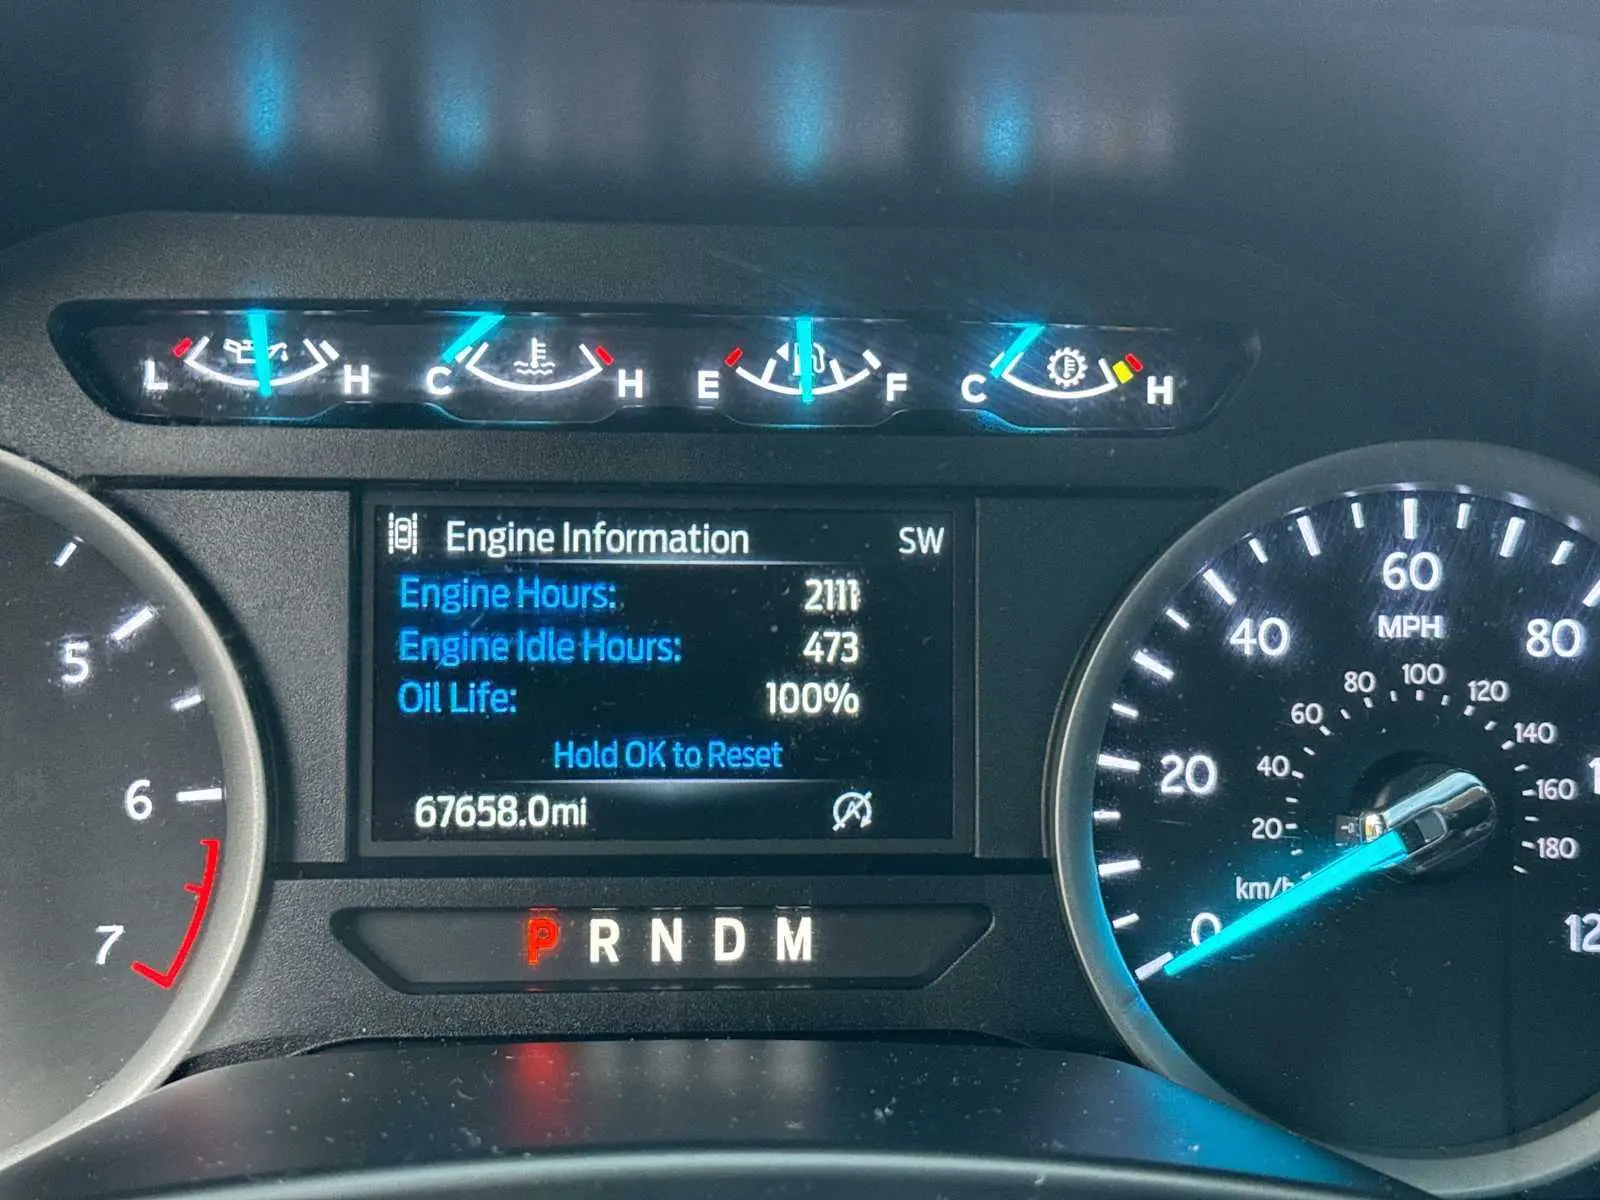 L H C H E F C H
Engine Information SW
Engine Hours: 2111
Engine Idle Hours: 473
Oil Life: 100%
Hold OK to Reset
67658.0mi
P R N D M
5
6
7
0 20 40 60 80
MPH
20 40 60 80 100 120 140 160 180
km/h